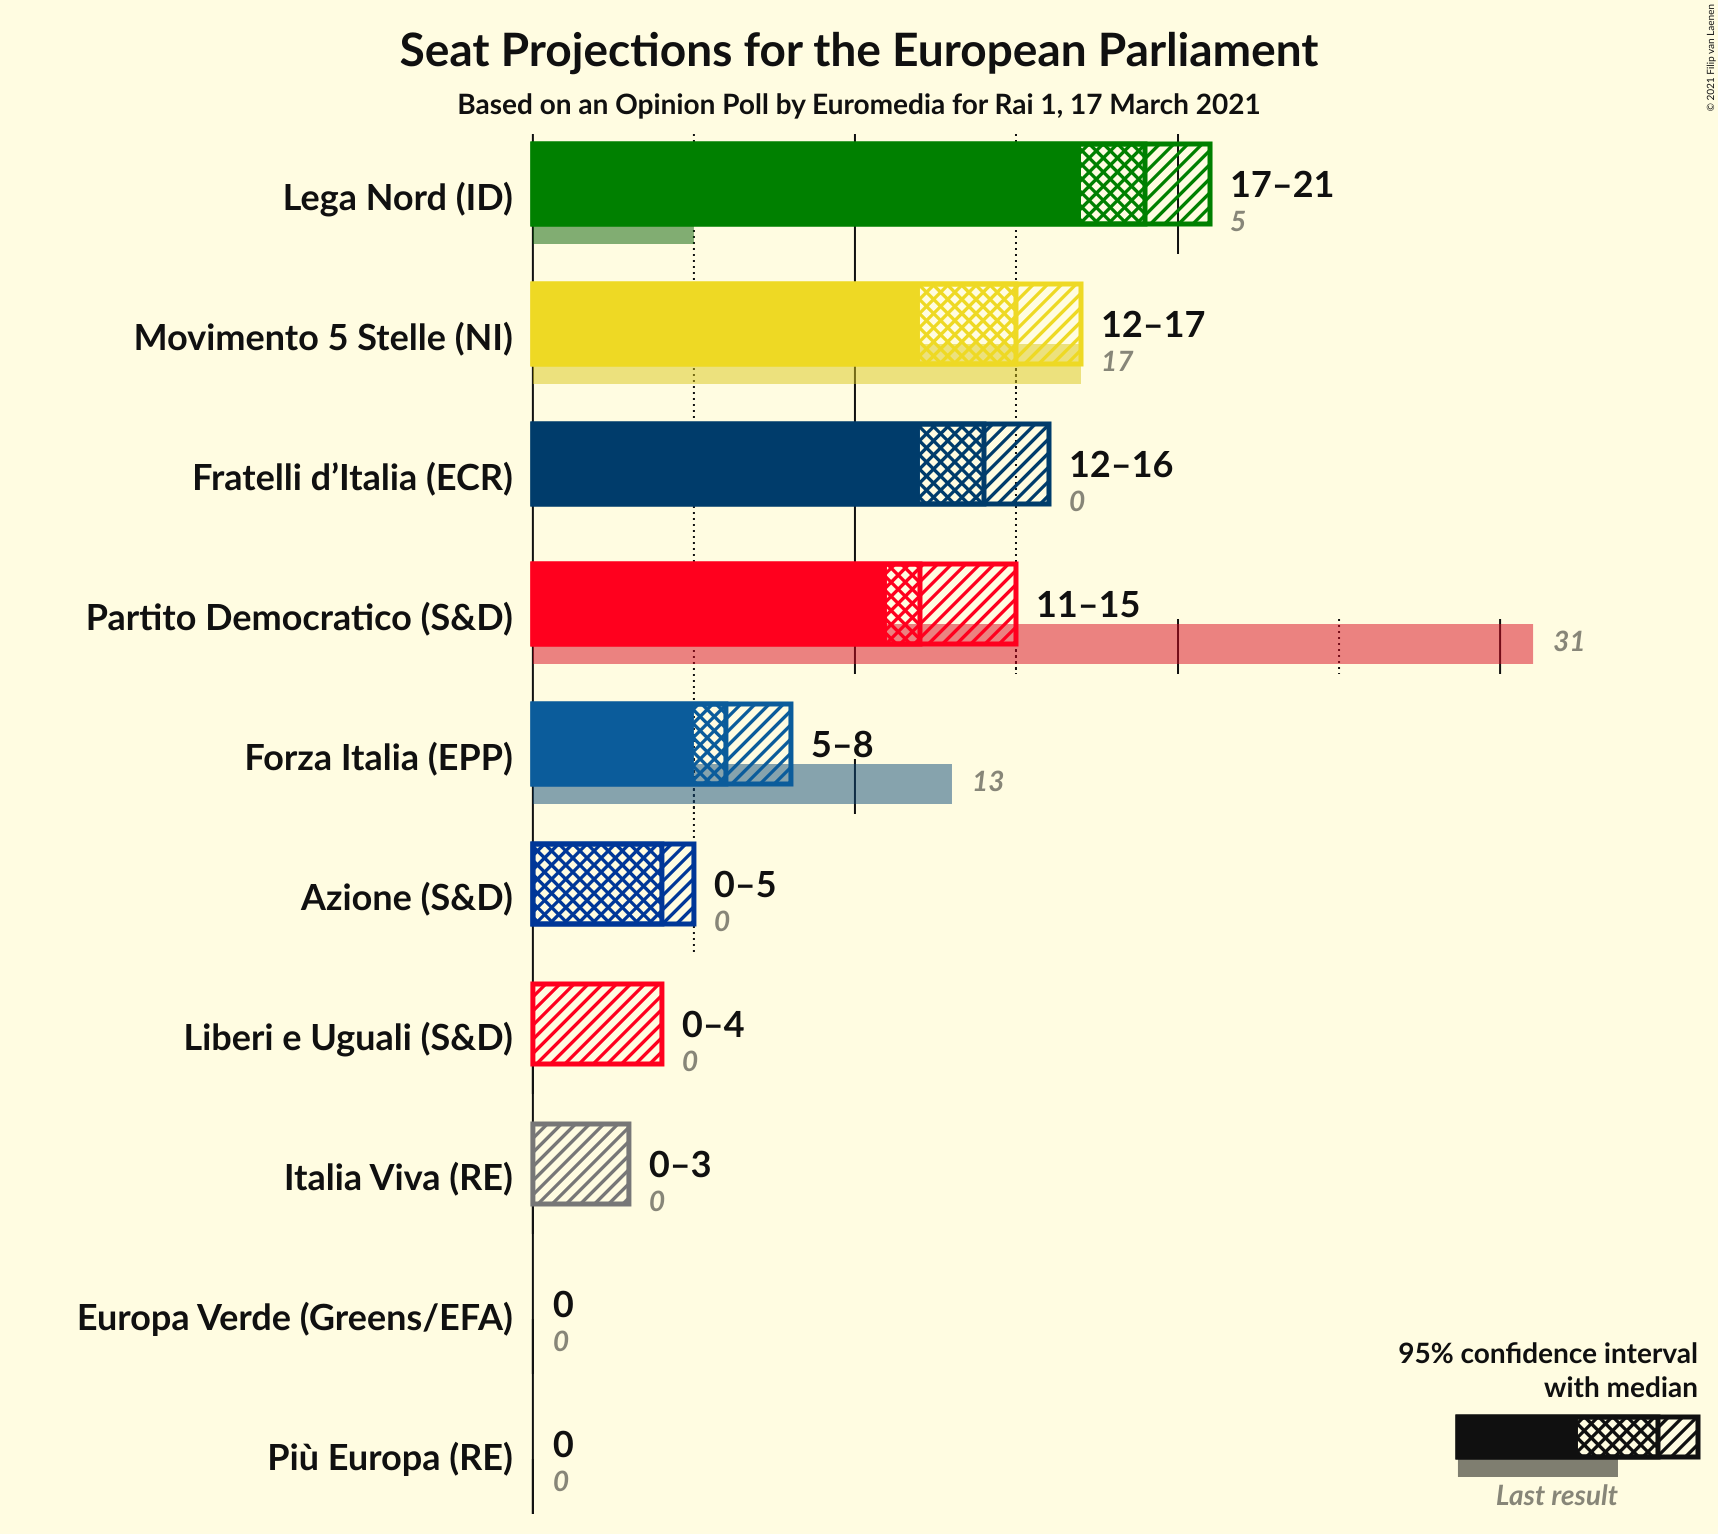 Seat Projections for the European Parliament
Based on an Opinion Poll by Euromedia for Rai 1, 17 March 2021
© 2021 Filip van Laenen
Lega Nord (ID)
17–21
5
Movimento 5 Stelle (NI)
12–17
17
Fratelli d’Italia (ECR)
12–16
0
Partito Democratico (S&D)
11–15
31
Forza Italia (EPP)
5–8
13
Azione (S&D)
0–5
0
Liberi e Uguali (S&D)
0–4
0
Italia Viva (RE)
0–3
0
Europa Verde (Greens/EFA)
0
0
Più Europa (RE)
0
0
95% confidence interval
with median
Last result